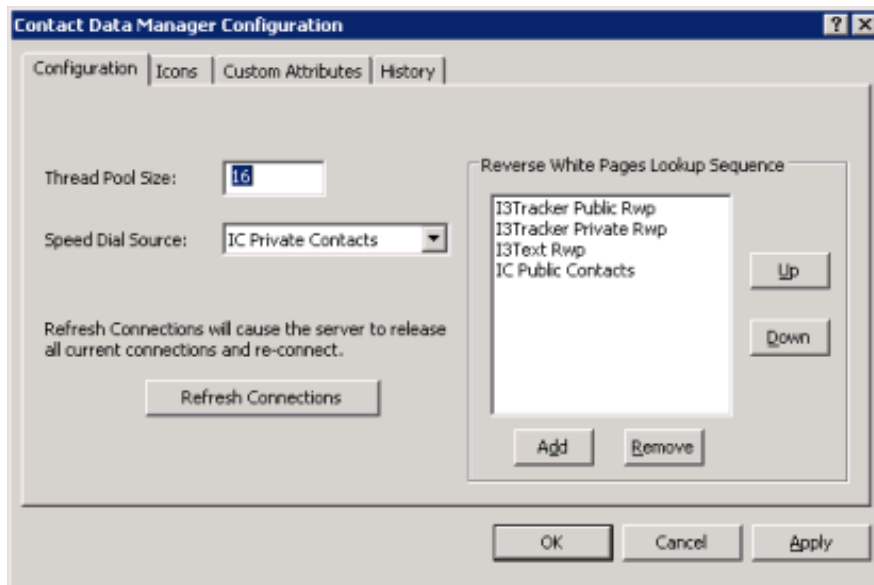 Contact Data Manager Configuration
Configuration Icons Custom Attributes History
Thread Pool Size: 16
Speed Dial Source: IC Private Contacts
Refresh Connections will cause the server to release
all current connections and re-connect.
Refresh Connections
Reverse White Pages Lookup Sequence
I3Tracker Public Rwp
I3Tracker Private Rwp
I3Text Rwp
IC Public Contacts
Up
Down
Add Remove
OK Cancel Apply